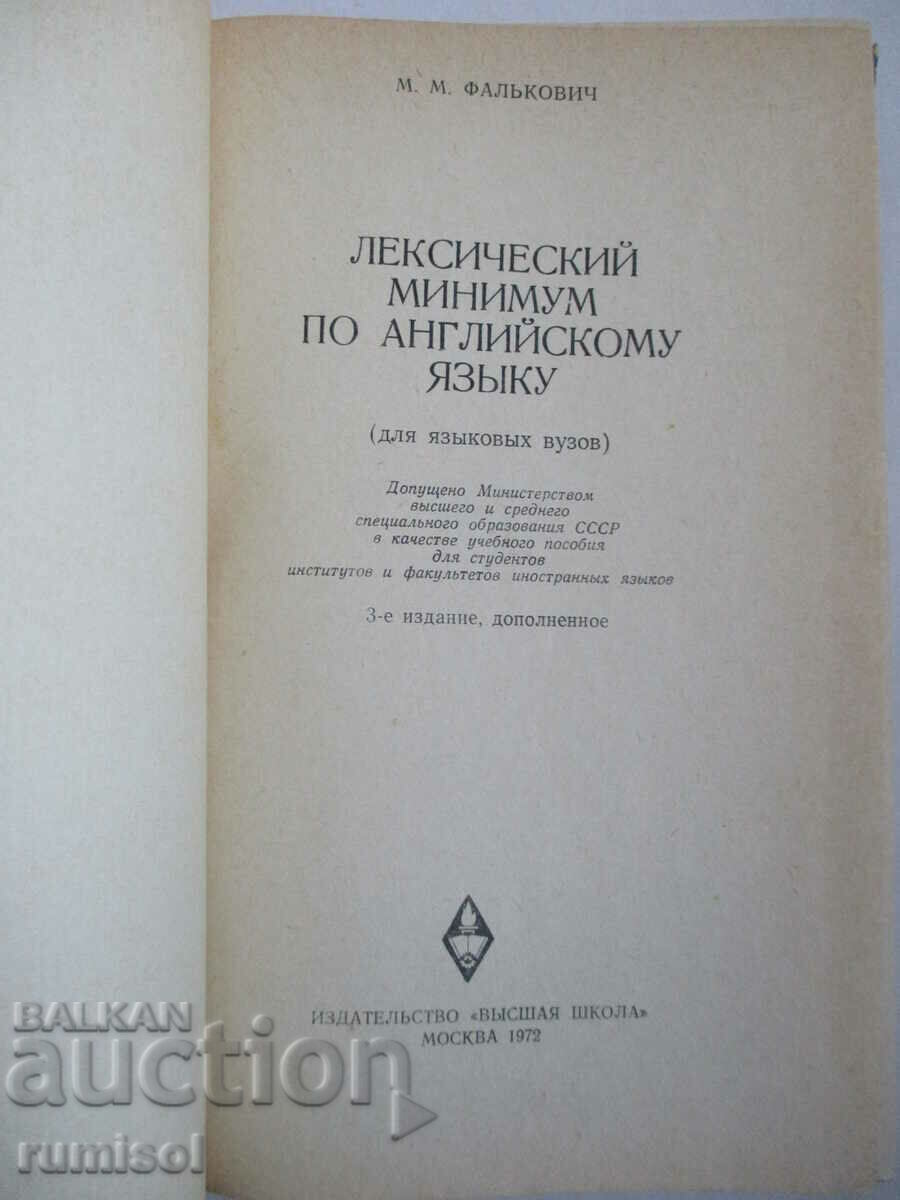 М. М. ФАЛЬКОВИЧ
ЛЕКСИЧЕСКИЙ
МИНИМУМ
ПО АНГЛИЙСКОМУ
ЯЗЫКУ
(для языковых вузов)
Допущено Министерством
высшего и среднего
специального образования СССР
в качестве учебного пособия
для студентов
институтов и факультетов иностранных языков
3-е издание, дополненное
ИЗДАТЕЛЬСТВО «ВЫСШАЯ ШКОЛА»
МОСКВА 1972
BALKAN
auction
rumisol